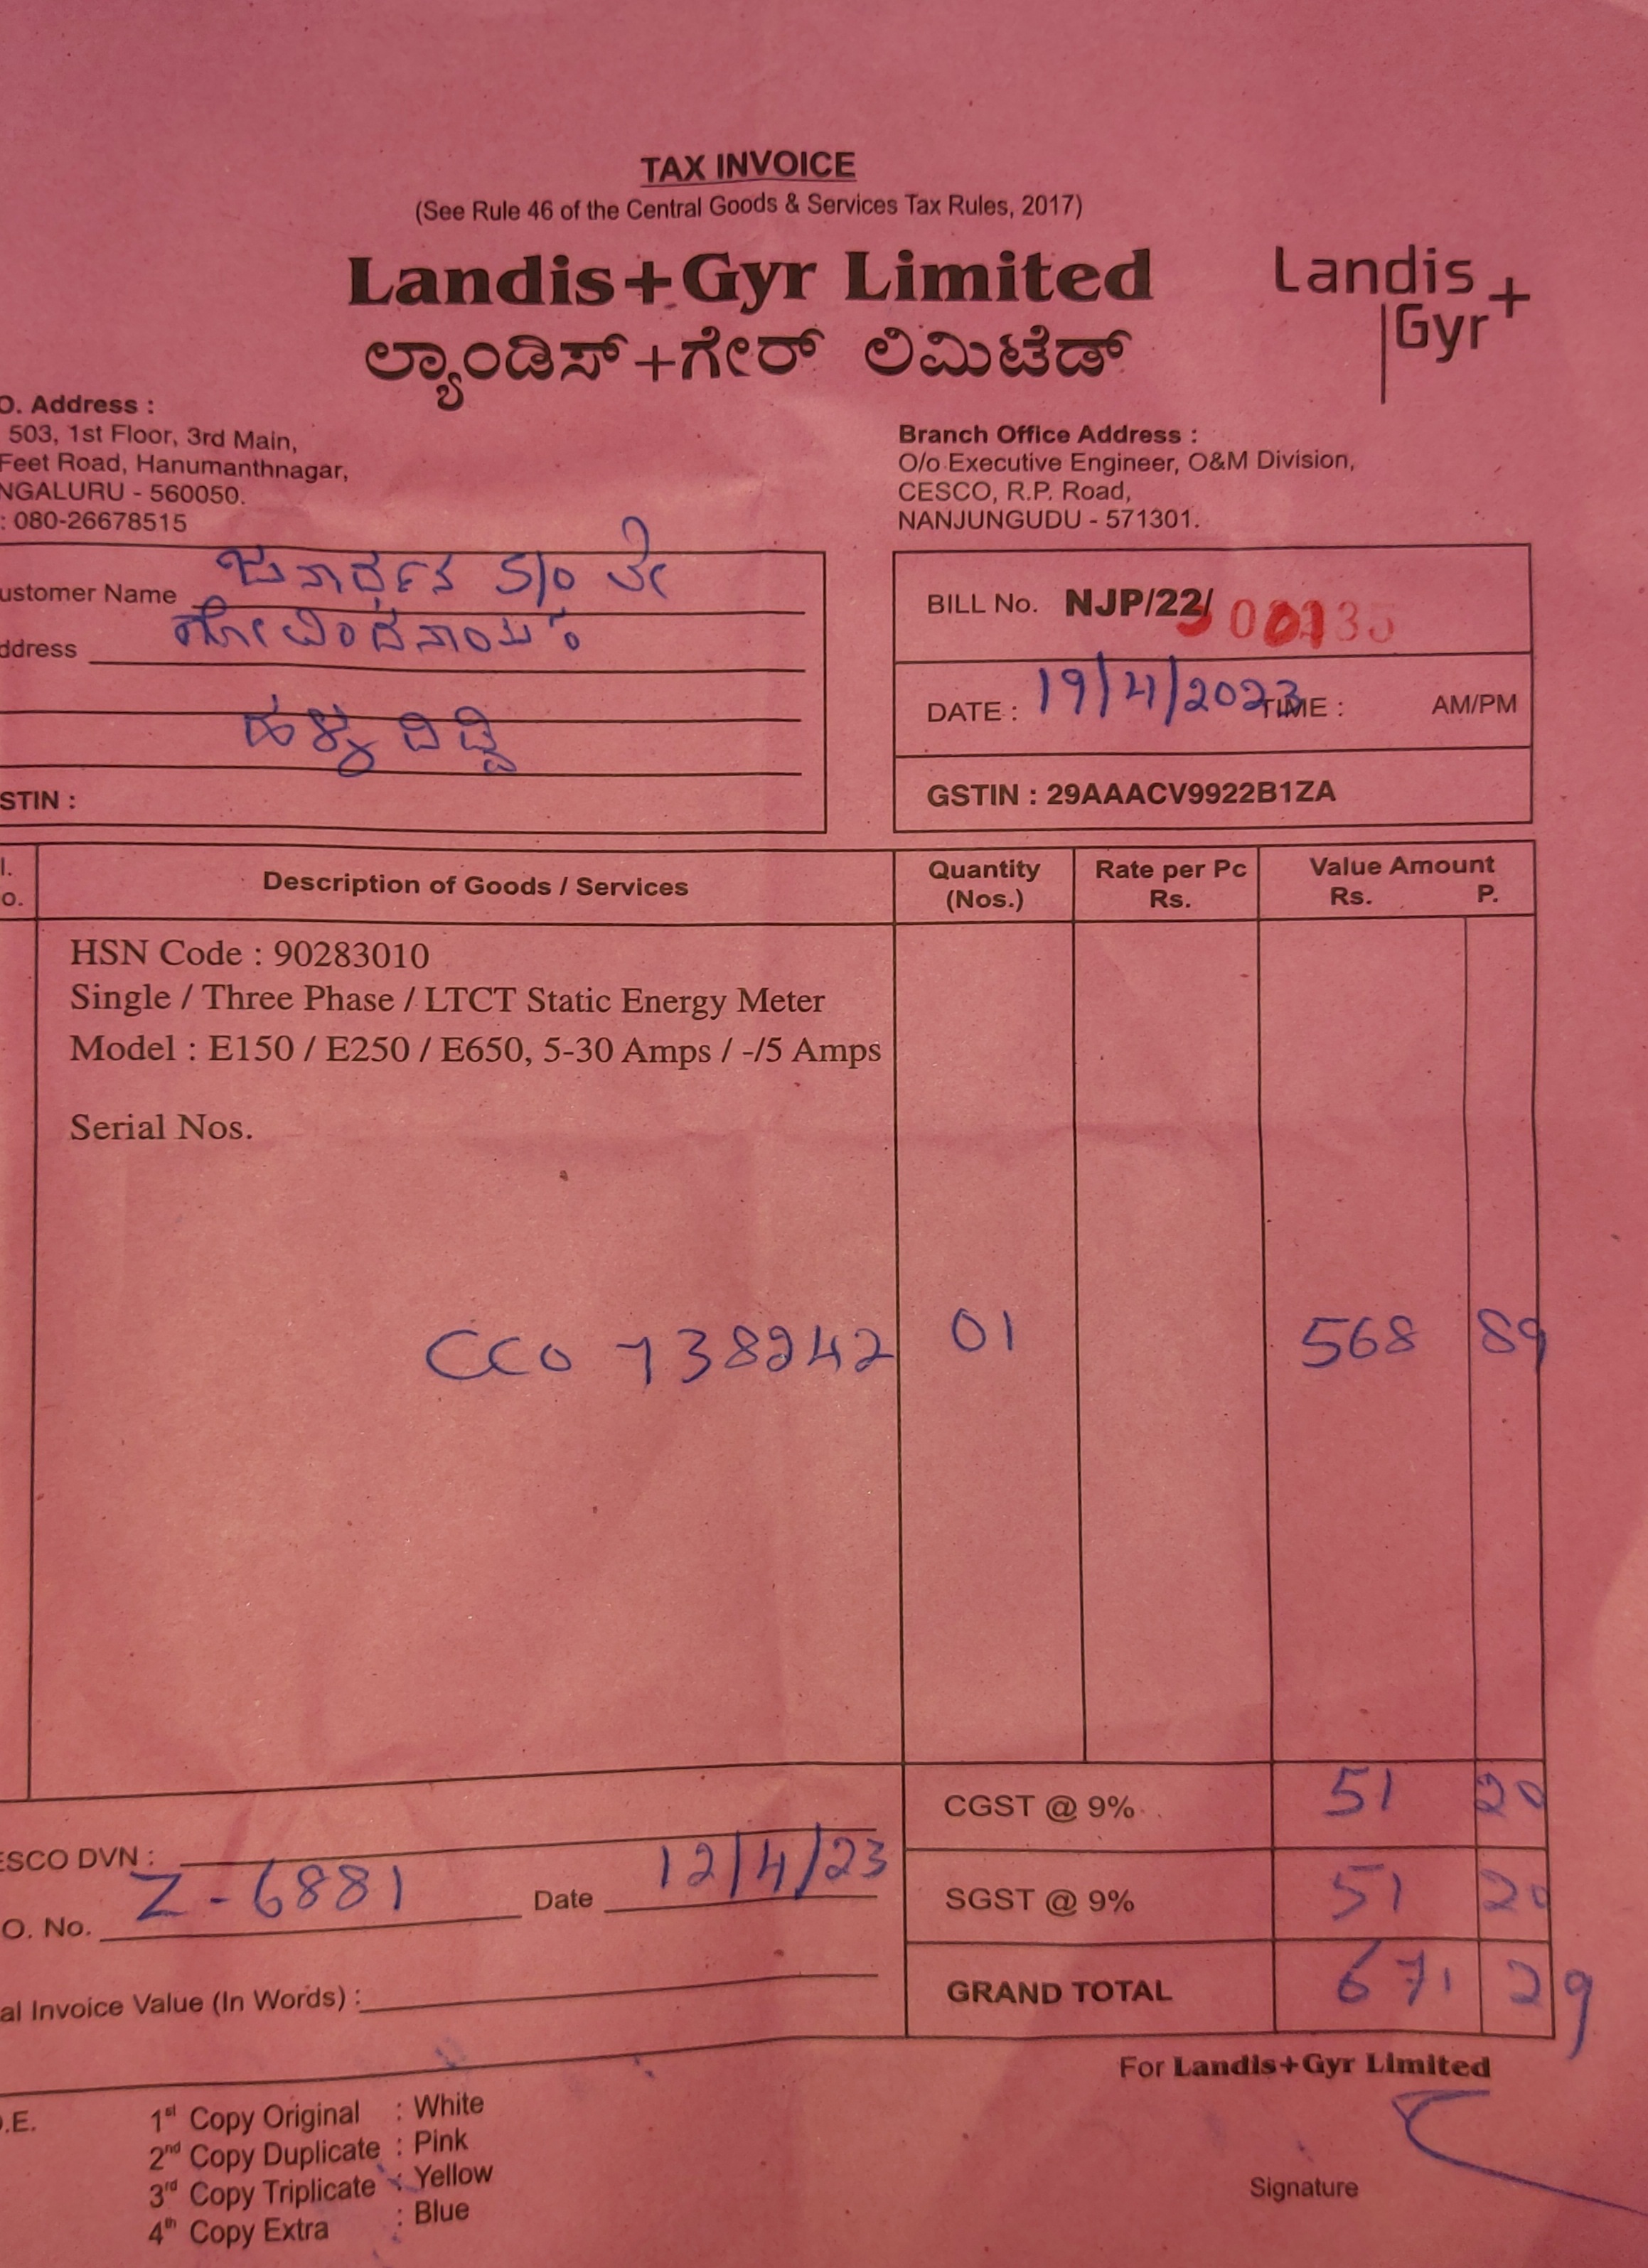 TAX INVOICE
(See Rule 46 of the Central Goods & Services Tax Rules, 2017)
Landis+Gyr Limited
ಲ್ಯಾಂಡಿಸ್+ಗೇರ್ ಲಿಮಿಟೆಡ್
Landis+
Gyr
O. Address :
503, 1st Floor, 3rd Main,
Feet Road, Hanumanthnagar,
NGALURU - 560050.
: 080-26678515
Branch Office Address :
O/o Executive Engineer, O&M Division,
CESCO, R.P. Road,
NANJUNGUDU - 571301.
ustomer Name ಜನಾರ್ಧನ S/o
ddress
STIN :
BILL No. NJP/22/
DATE : 19/4/2023 TIME : AM/PM
GSTIN : 29AAACV9922B1ZA
l. o. Description of Goods / Services Quantity (Nos.) Rate per Pc Rs. Value Amount Rs. P.
HSN Code : 90283010
Single / Three Phase / LTCT Static Energy Meter
Model : E150 / E250 / E650, 5-30 Amps / -/5 Amps
Serial Nos.
CCO 738242 01 568 89
CGST @ 9% 51 20
ESCO DVN :
O. No. Z-6881 Date 12/4/23
SGST @ 9% 51 20
GRAND TOTAL 671 29
al Invoice Value (In Words) :
For Landis+Gyr Limited
.E.
1st Copy Original : White
2nd Copy Duplicate : Pink
3rd Copy Triplicate : Yellow
4th Copy Extra : Blue
Signature